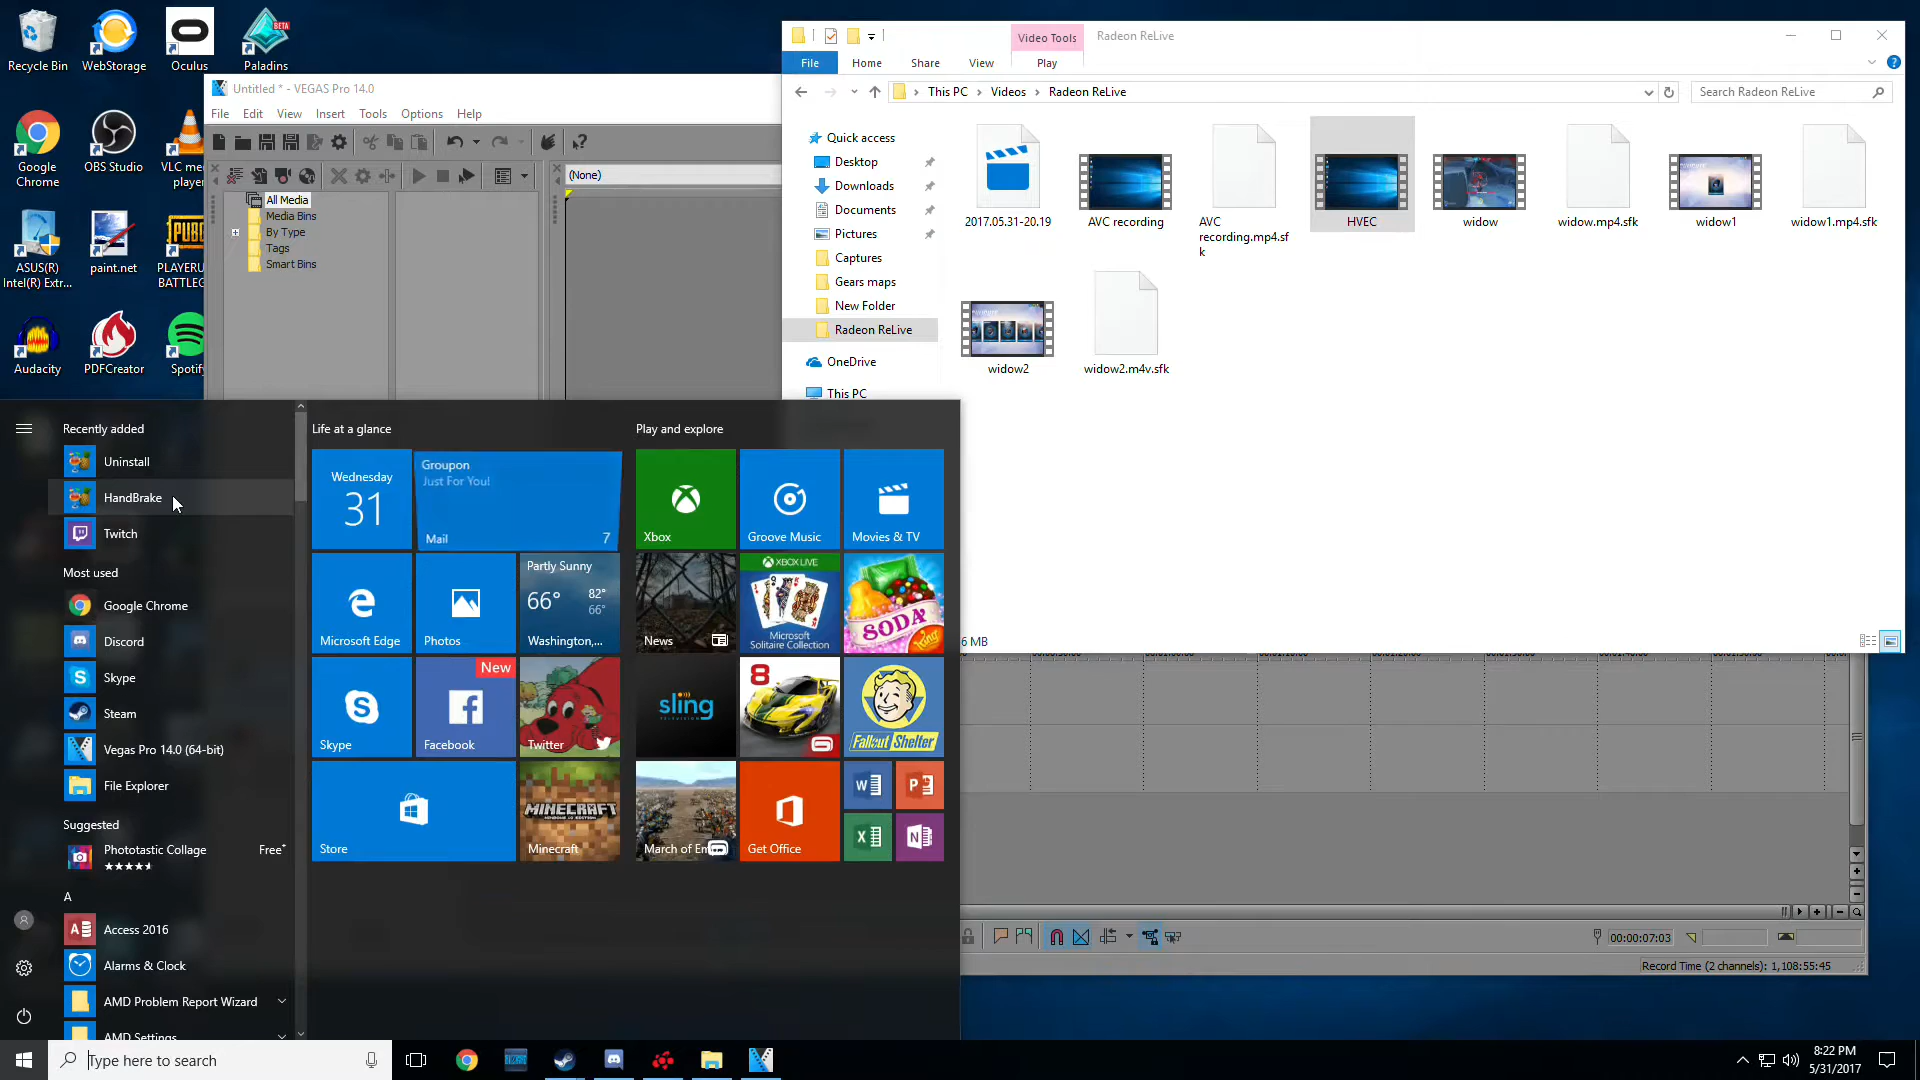 Recycle Bin
WebStorage
Oculus
BETA
Paladins
Google
Chrome
OBS Studio
VLC me
player
ASUS(R)
Intel(R) Extr...
paint.net
PUBG
PLAYERU
BATTLEG
Audacity
PDFCreator
Spotify
Untitled * - VEGAS Pro 14.0
File Edit View Insert Tools Options Help
(None)
All Media
Media Bins
By Type
Tags
Smart Bins
Video Tools
Radeon ReLive
File Home Share View Play
This PC Videos Radeon ReLive
Search Radeon ReLive
Quick access
Desktop
Downloads
Documents
Pictures
Captures
Gears maps
New Folder
Radeon ReLive
OneDrive
This PC
2017.05.31-20.19
AVC recording
AVC
recording.mp4.sf
k
HVEC
widow
widow.mp4.sfk
widow1
widow1.mp4.sfk
widow2
widow2.m4v.sfk
6 MB
Recently added
Uninstall
HandBrake
Twitch
Most used
Google Chrome
Discord
Skype
Steam
Vegas Pro 14.0 (64-bit)
File Explorer
Suggested
Phototastic Collage
Free*
A
Access 2016
Alarms & Clock
AMD Problem Report Wizard
AMD Settings
Life at a glance
Wednesday
31
Groupon
Just For You!
Mail
7
Microsoft Edge
Photos
Partly Sunny
66°
82°
66°
Washington,...
Skype
New
Facebook
Twitter
Store
MINECRAFT
Minecraft
Play and explore
Xbox
Groove Music
Movies & TV
News
XBOX LIVE
Microsoft
Solitaire Collection
SODA
King
sling
TELEVISION
8
Fallout Shelter
March of Em
Get Office
00:00:07:03
Record Time (2 channels): 1,108:55:45
Type here to search
8:22 PM
5/31/2017